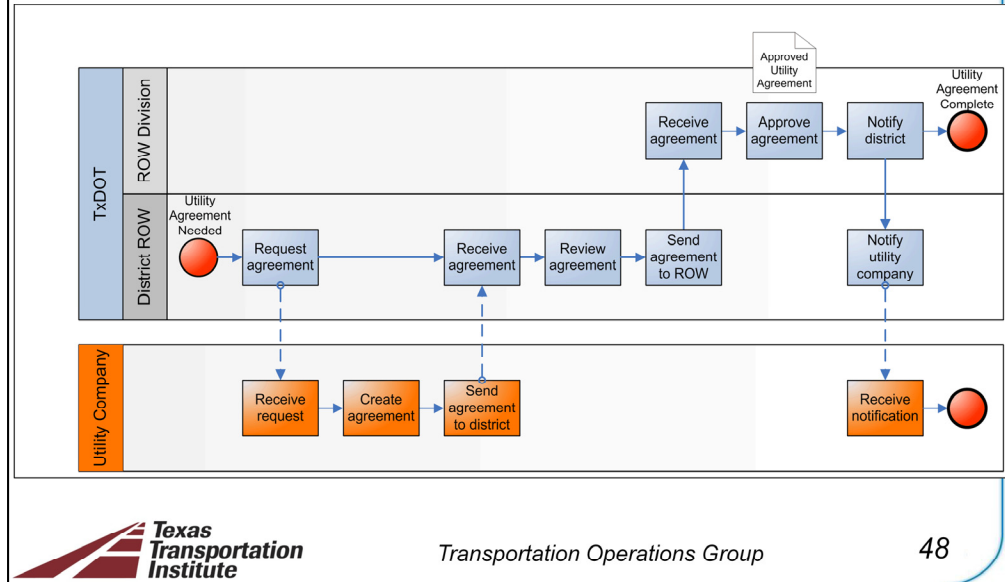 Approved
Utility
Agreement
TxDOT
ROW Division
Receive
agreement
Approve
agreement
Notify
district
Utility
Agreement
Complete
District ROW
Utility
Agreement
Needed
Request
agreement
Receive
agreement
Review
agreement
Send
agreement
to ROW
Notify
utility
company
Utility Company
Receive
request
Create
agreement
Send
agreement
to district
Receive
notification
Texas
Transportation
Institute
Transportation Operations Group
48